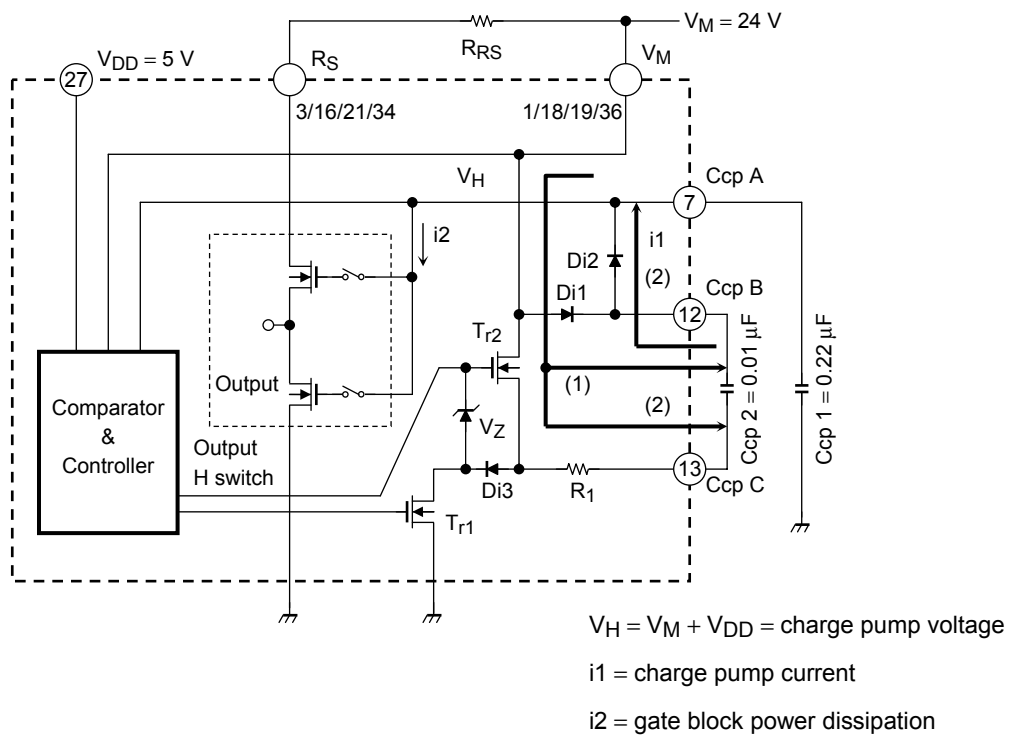 V_M = 24 V
R_RS
V_DD = 5 V
R_S
V_M
27
3/16/21/34
1/18/19/36
V_H
Ccp A
7
i2
i1
Di2
(2)
Di1
Ccp B
12
T_r2
Ccp 2 = 0.01 μF
Ccp 1 = 0.22 μF
(1)
(2)
Output
V_Z
Comparator
&
Controller
Output
H switch
Di3
R_1
13
Ccp C
T_r1
V_H = V_M + V_DD = charge pump voltage
i1 = charge pump current
i2 = gate block power dissipation